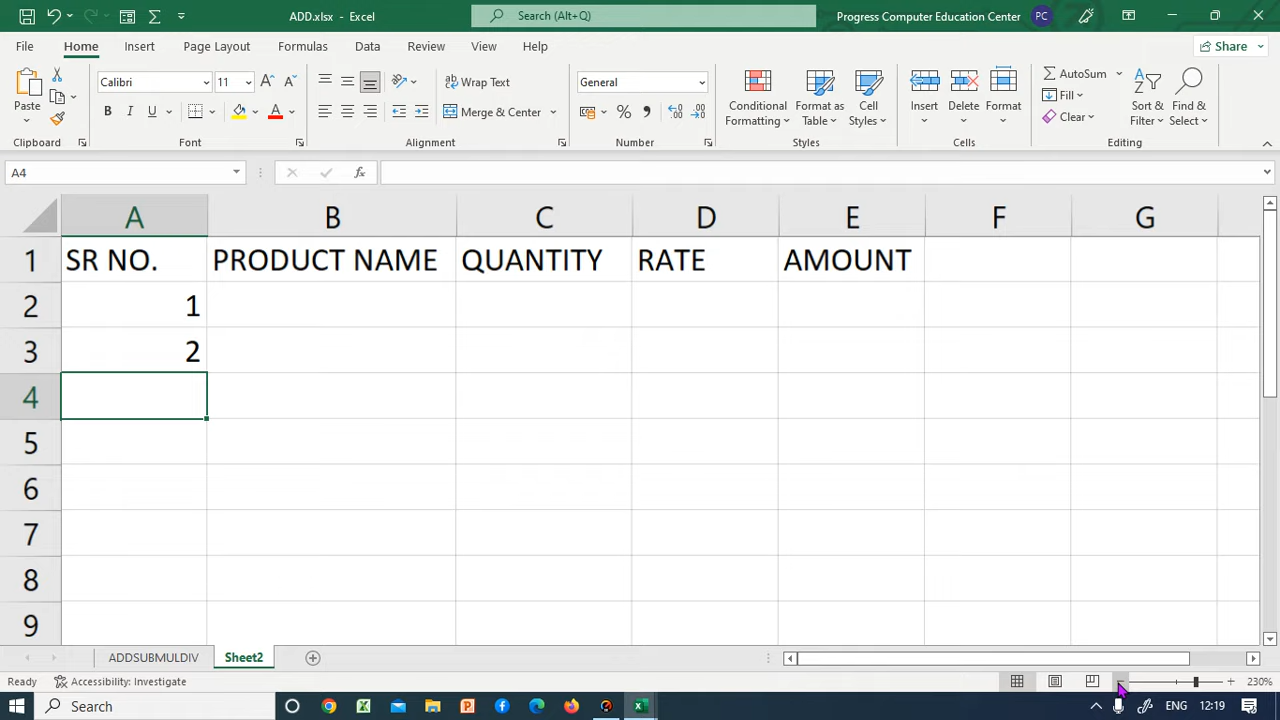 ADD.xlsx - Excel
Search (Alt+Q)
Progress Computer Education Center PC
File Home Insert Page Layout Formulas Data Review View Help Share
Paste
Clipboard
Calibri 11
B I U
Font
Wrap Text
Merge & Center
Alignment
General
Number
Conditional Formatting
Format as Table
Cell Styles
Styles
Insert
Delete
Format
Cells
AutoSum
Fill
Clear
Sort & Filter
Find & Select
Editing
A4 fx
A B C D E F G
1 SR NO. PRODUCT NAME QUANTITY RATE AMOUNT
2 1
3 2
4
5
6
7
8
9
ADDSUBMULDIV Sheet2
Ready Accessibility: Investigate 230%
Search ENG 12:19